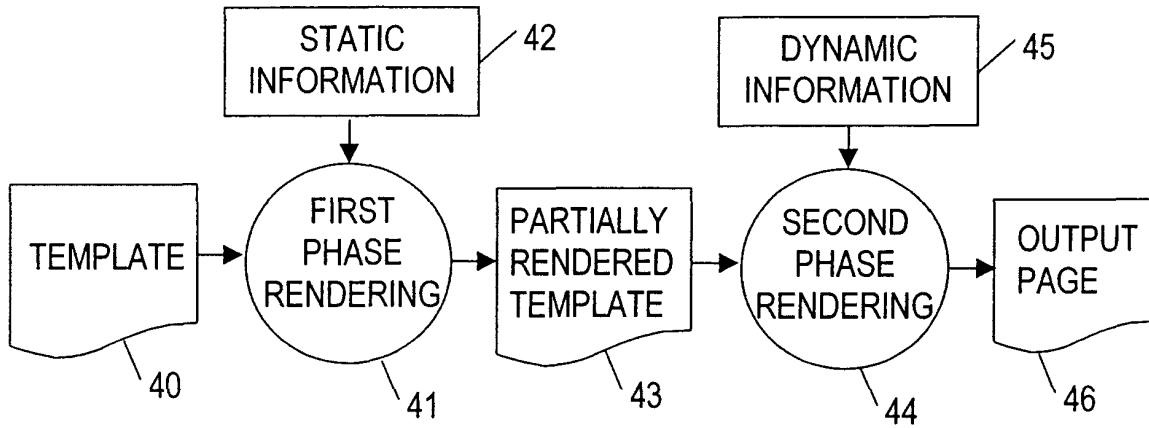 STATIC
INFORMATION
42
DYNAMIC
INFORMATION
45
TEMPLATE
40
FIRST
PHASE
RENDERING
41
PARTIALLY
RENDERED
TEMPLATE
43
SECOND
PHASE
RENDERING
44
OUTPUT
PAGE
46